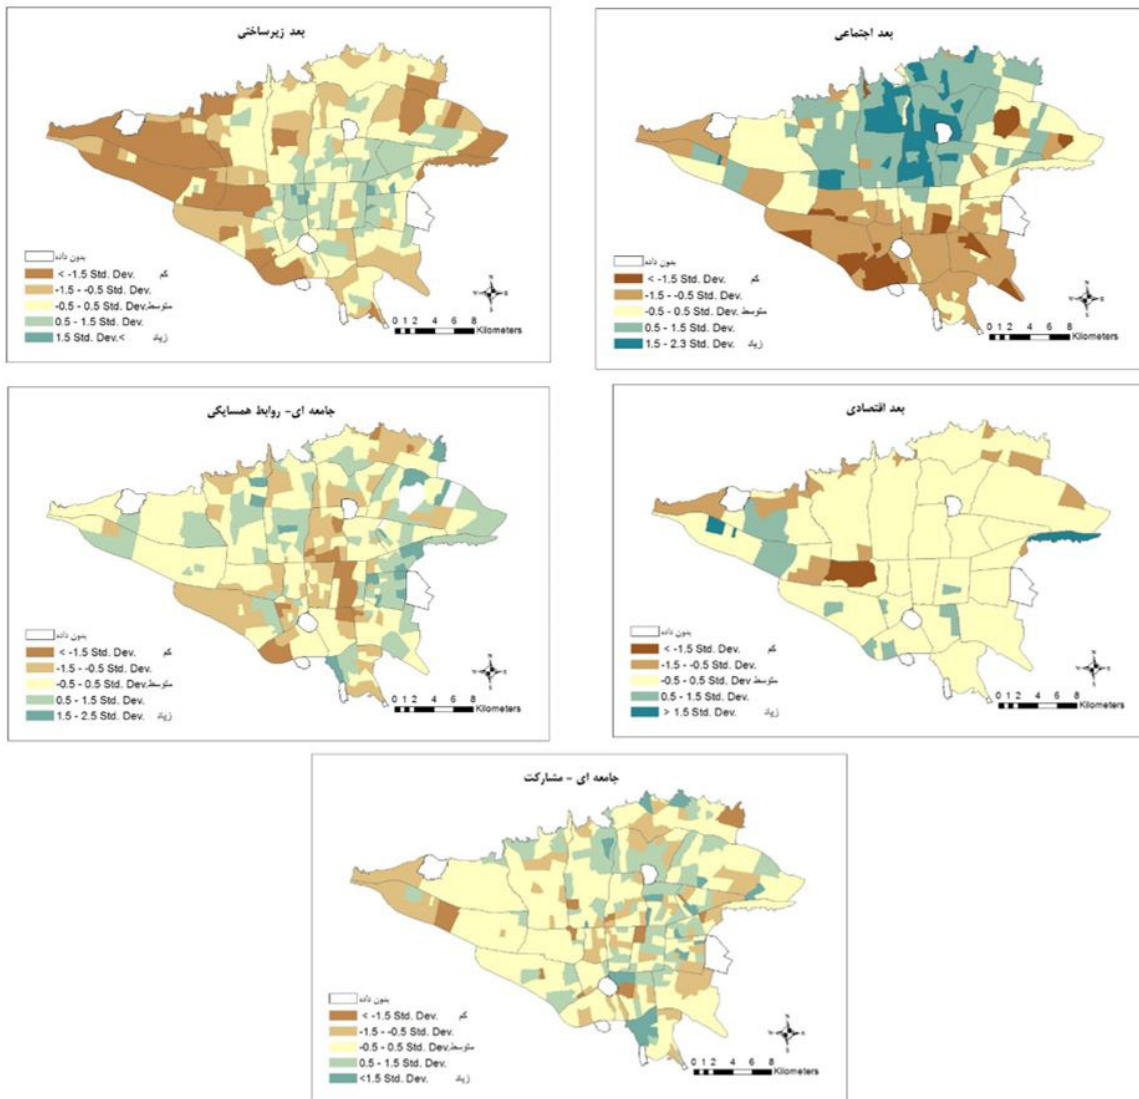 بعد زیرساختی
بدون داده
< -1.5 Std. Dev. کم
-1.5 - -0.5 Std. Dev.
-0.5 - 0.5 Std. Dev. متوسط
0.5 - 1.5 Std. Dev.
1.5 Std. Dev.< زیاد
N
W E
S
0 1 2 4 6 8
Kilometers
بعد اجتماعی
بدون داده
< -1.5 Std. Dev. کم
-1.5 - -0.5 Std. Dev.
-0.5 - 0.5 Std. Dev. متوسط
0.5 - 1.5 Std. Dev.
1.5 - 2.3 Std. Dev. زیاد
N
W E
S
0 1 2 4 6 8
Kilometers
جامعه ای- روابط همسایگی
بدون داده
< -1.5 Std. Dev. کم
-1.5 - -0.5 Std. Dev.
-0.5 - 0.5 Std. Dev. متوسط
0.5 - 1.5 Std. Dev.
1.5 - 2.5 Std. Dev. زیاد
N
W E
S
0 1 2 4 6 8
Kilometers
بعد اقتصادی
بدون داده
< -1.5 Std. Dev. کم
-1.5 - -0.5 Std. Dev.
-0.5 - 0.5 Std. Dev. متوسط
0.5 - 1.5 Std. Dev.
> 1.5 Std. Dev. زیاد
N
W E
S
0 1 2 4 6 8
Kilometers
جامعه ای - مشارکت
بدون داده
< -1.5 Std. Dev. کم
-1.5 - -0.5 Std. Dev.
-0.5 - 0.5 Std. Dev. متوسط
0.5 - 1.5 Std. Dev.
<1.5 Std. Dev. زیاد
N
W E
S
0 1 2 4 6 8
Kilometers